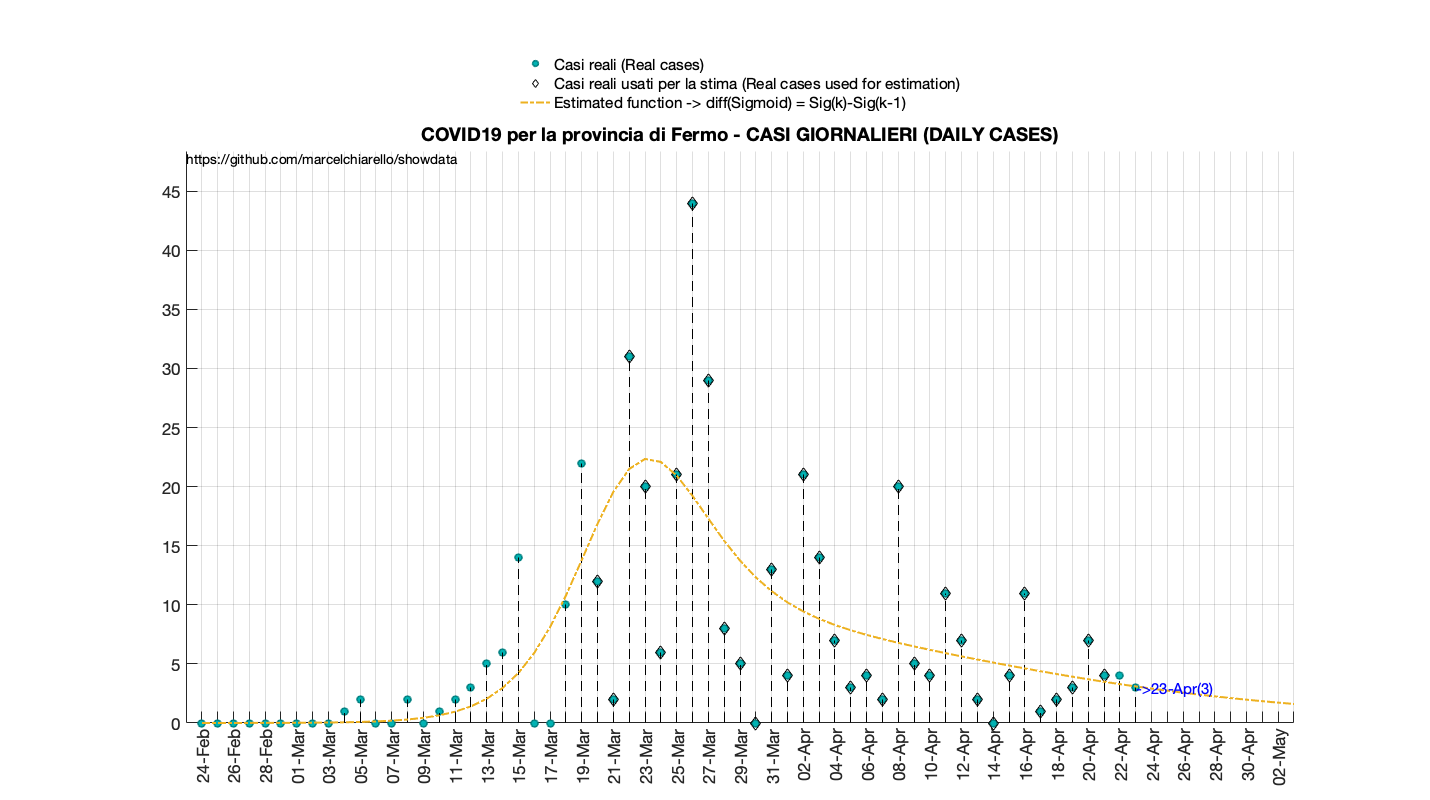 Casi reali (Real cases)
Casi reali usati per la stima (Real cases used for estimation)
Estimated function -> diff(Sigmoid) = Sig(k)-Sig(k-1)
COVID19 per la provincia di Fermo - CASI GIORNALIERI (DAILY CASES)
https://github.com/marcelchiarello/showdata
45
40
35
30
25
20
15
10
5
0
->23-Apr(3)
24-Feb
26-Feb
28-Feb
01-Mar
03-Mar
05-Mar
07-Mar
09-Mar
11-Mar
13-Mar
15-Mar
17-Mar
19-Mar
21-Mar
23-Mar
25-Mar
27-Mar
29-Mar
31-Mar
02-Apr
04-Apr
06-Apr
08-Apr
10-Apr
12-Apr
14-Apr
16-Apr
18-Apr
20-Apr
22-Apr
24-Apr
26-Apr
28-Apr
30-Apr
02-May